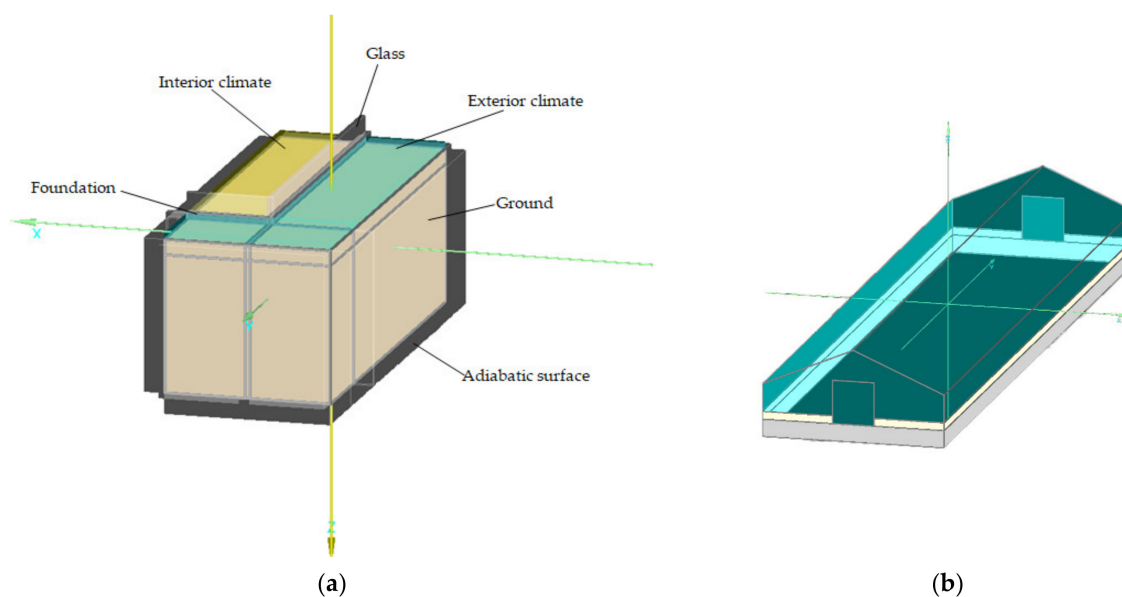 Glass
Interior climate
Exterior climate
Foundation
Ground
X
Z
Adiabatic surface
(a)
(b)